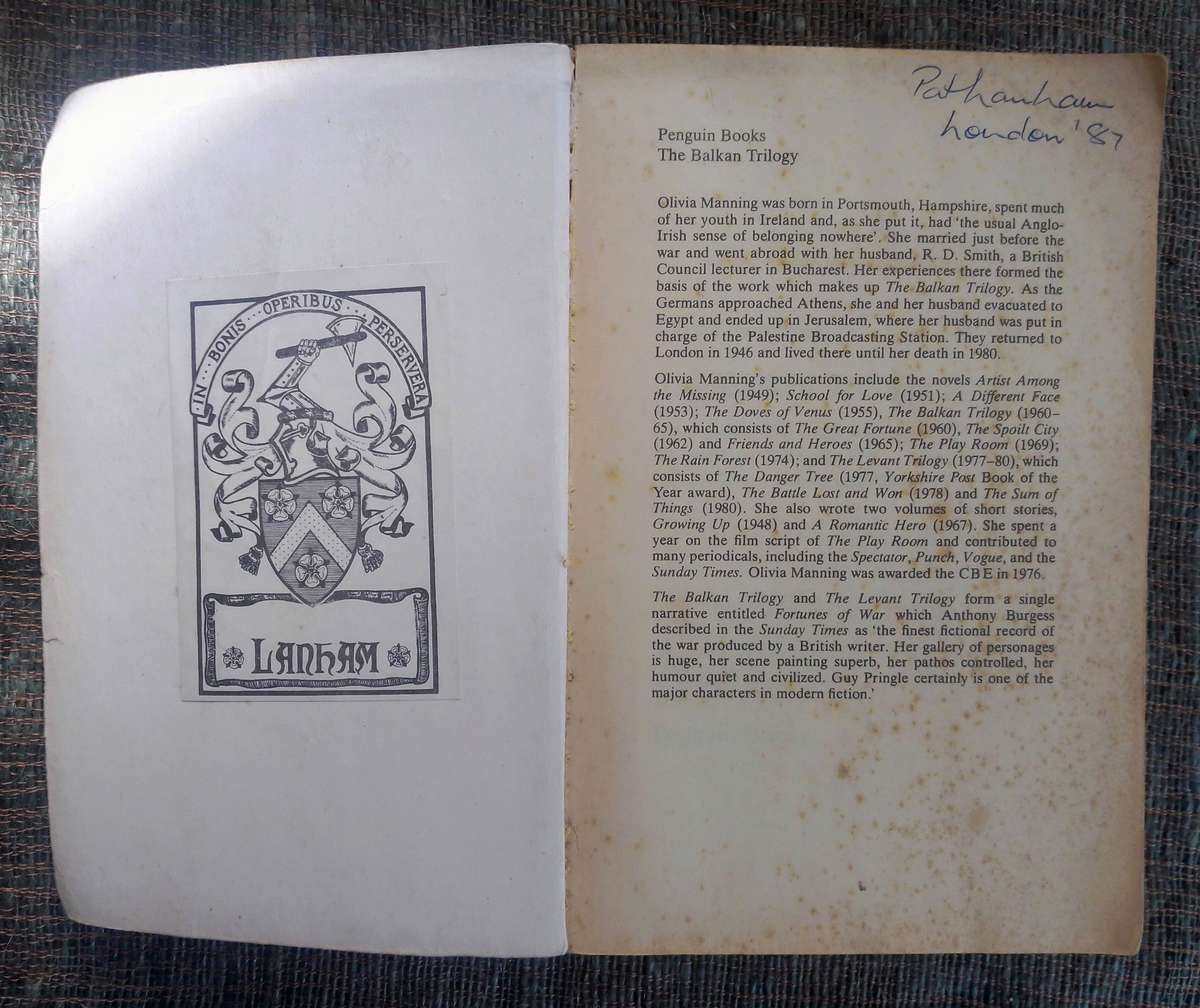 IN · BONIS · · · OPERIBUS · · · PERSERVERA
LANHAM
Pat Lanham
London '87
Penguin Books
The Balkan Trilogy
Olivia Manning was born in Portsmouth, Hampshire, spent much
of her youth in Ireland and, as she put it, had ‘the usual Anglo-
Irish sense of belonging nowhere’. She married just before the
war and went abroad with her husband, R. D. Smith, a British
Council lecturer in Bucharest. Her experiences there formed the
basis of the work which makes up The Balkan Trilogy. As the
Germans approached Athens, she and her husband evacuated to
Egypt and ended up in Jerusalem, where her husband was put in
charge of the Palestine Broadcasting Station. They returned to
London in 1946 and lived there until her death in 1980.
Olivia Manning's publications include the novels Artist Among
the Missing (1949); School for Love (1951); A Different Face
(1953); The Doves of Venus (1955), The Balkan Trilogy (1960–
65), which consists of The Great Fortune (1960), The Spoilt City
(1962) and Friends and Heroes (1965); The Play Room (1969);
The Rain Forest (1974); and The Levant Trilogy (1977–80), which
consists of The Danger Tree (1977, Yorkshire Post Book of the
Year award), The Battle Lost and Won (1978) and The Sum of
Things (1980). She also wrote two volumes of short stories,
Growing Up (1948) and A Romantic Hero (1967). She spent a
year on the film script of The Play Room and contributed to
many periodicals, including the Spectator, Punch, Vogue, and the
Sunday Times. Olivia Manning was awarded the CBE in 1976.
The Balkan Trilogy and The Levant Trilogy form a single
narrative entitled Fortunes of War which Anthony Burgess
described in the Sunday Times as ‘the finest fictional record of
the war produced by a British writer. Her gallery of personages
is huge, her scene painting superb, her pathos controlled, her
humour quiet and civilized. Guy Pringle certainly is one of the
major characters in modern fiction.’